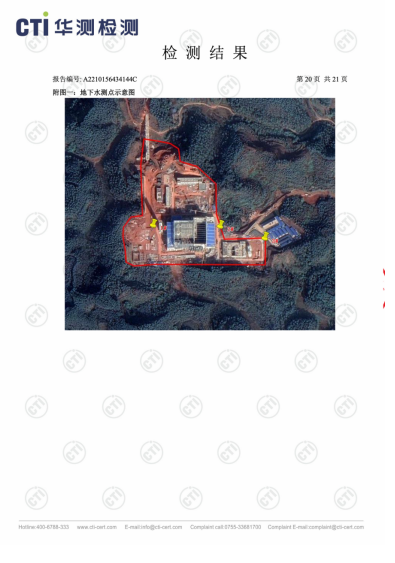 CTI 华测检测
检 测 结 果
报告编号: A2210156434144C 第 20 页 共 21 页
附图一：地下水测点示意图
Hotline:400-6788-333 www.cti-cert.com E-mail:info@cti-cert.com Complaint call:0755-33681700 Complaint E-mail:complaint@cti-cert.com